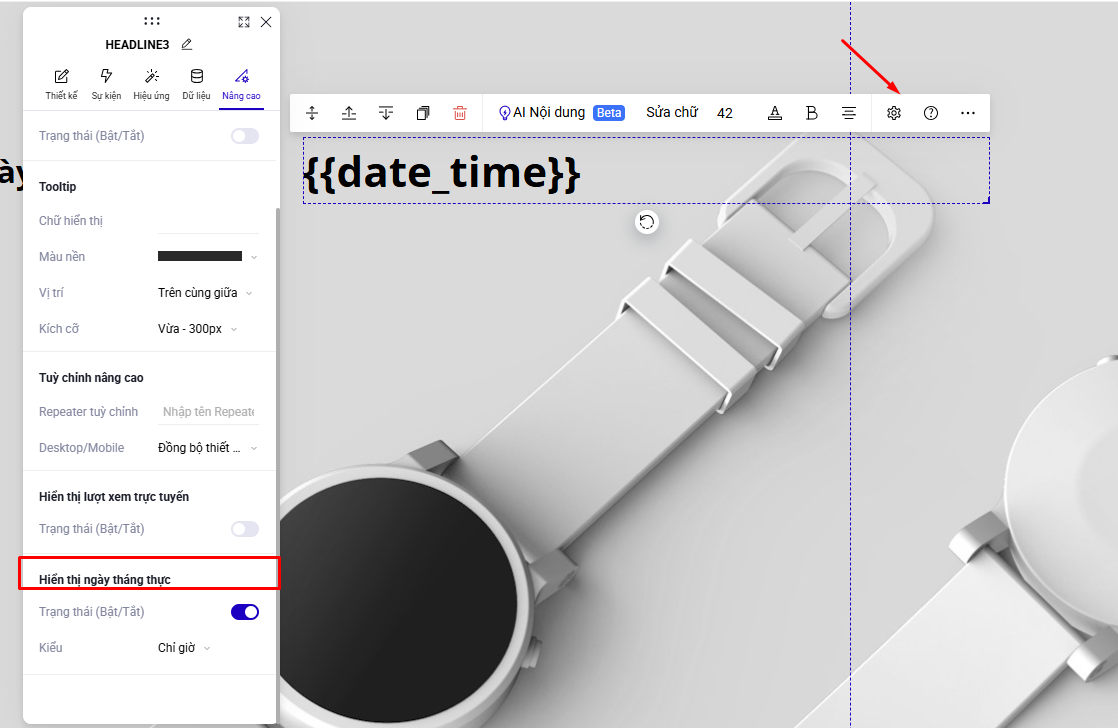 HEADLINE3
Thiết kế Sự kiện Hiệu ứng Dữ liệu Nâng cao
Trạng thái (Bật/Tắt)
Tooltip
Chữ hiển thị
Màu nền
Vị trí Trên cùng giữa
Kích cỡ Vừa - 300px
Tuỳ chỉnh nâng cao
Repeater tuỳ chỉnh Nhập tên Repeate
Desktop/Mobile Đồng bộ thiết ...
Hiển thị lượt xem trực tuyến
Trạng thái (Bật/Tắt)
Hiển thị ngày tháng thực
Trạng thái (Bật/Tắt)
Kiểu Chỉ giờ
ày
AI Nội dung Beta Sửa chữ 42 A B
{{date_time}}